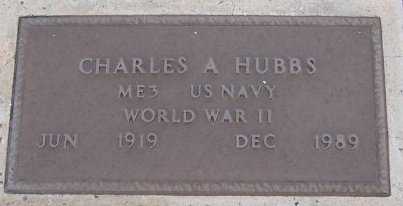 CHARLES A HUBBS
ME3 US NAVY
WORLD WAR II
JUN 1919 DEC 1989